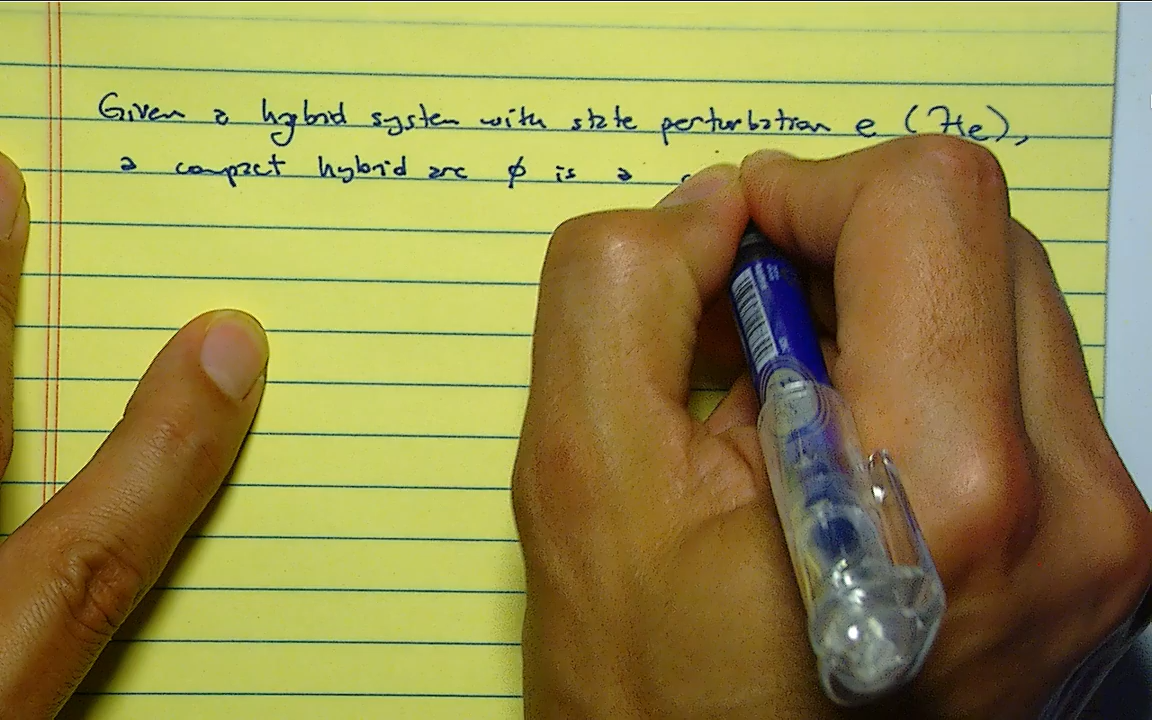 Given a hybrid system with state perturbation e (ℋe),
a compact hybrid arc φ is a